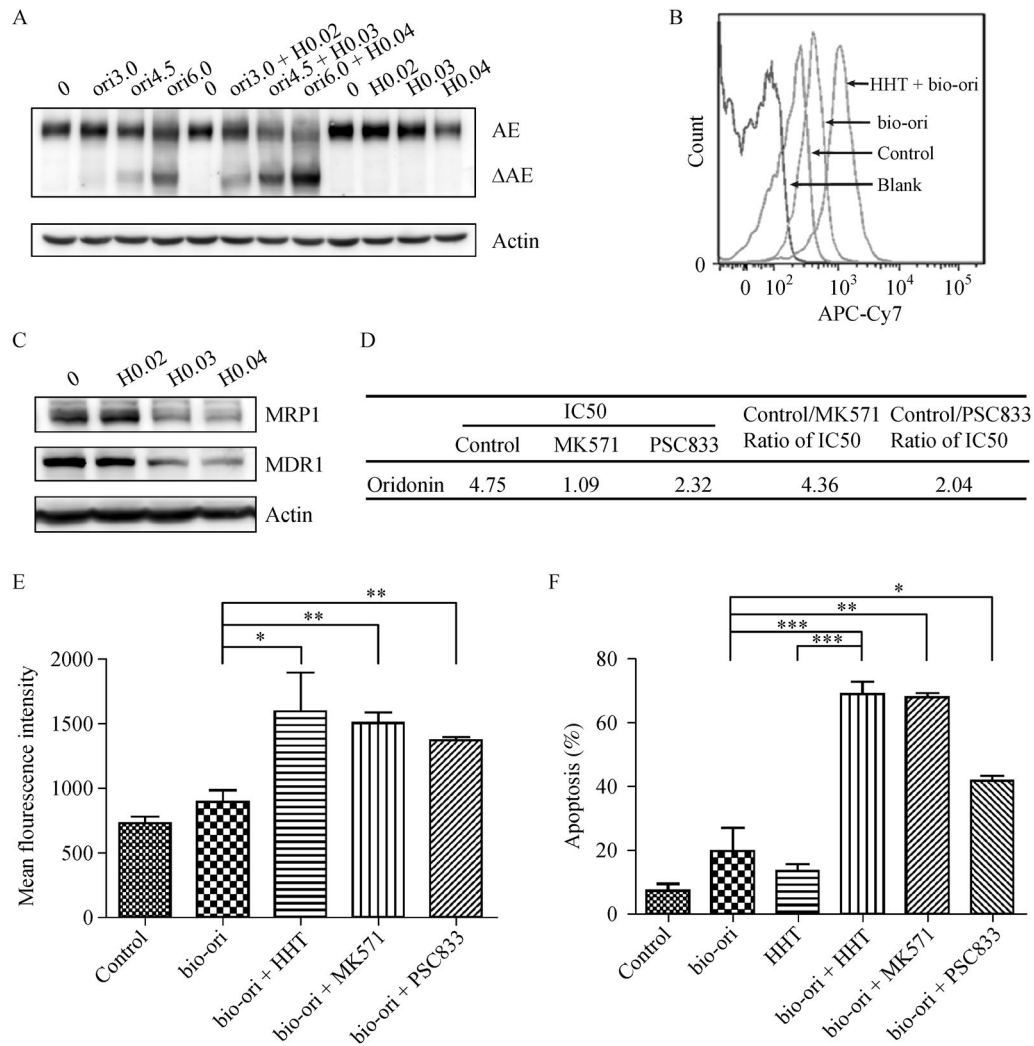 A
0 ori3.0 ori4.5 ori6.0 0 ori3.0 + H0.02 ori4.5 + H0.03 ori6.0 + H0.04 0 H0.02 H0.03 H0.04
AE
ΔAE
Actin
B
Count
HHT + bio-ori
bio-ori
Control
Blank
0
0 10² 10³ 10⁴ 10⁵
APC-Cy7
C
0 H0.02 H0.03 H0.04
MRP1
MDR1
Actin
D
IC50 Control/MK571 Control/PSC833
Control MK571 PSC833 Ratio of IC50 Ratio of IC50
Oridonin 4.75 1.09 2.32 4.36 2.04
E
**
**
*
Mean flourescence intensity
2000
1500
1000
500
0
Control bio-ori bio-ori + HHT bio-ori + MK571 bio-ori + PSC833
F
*
**
***
***
Apoptosis (%)
80
60
40
20
0
Control bio-ori HHT bio-ori + HHT bio-ori + MK571 bio-ori + PSC833